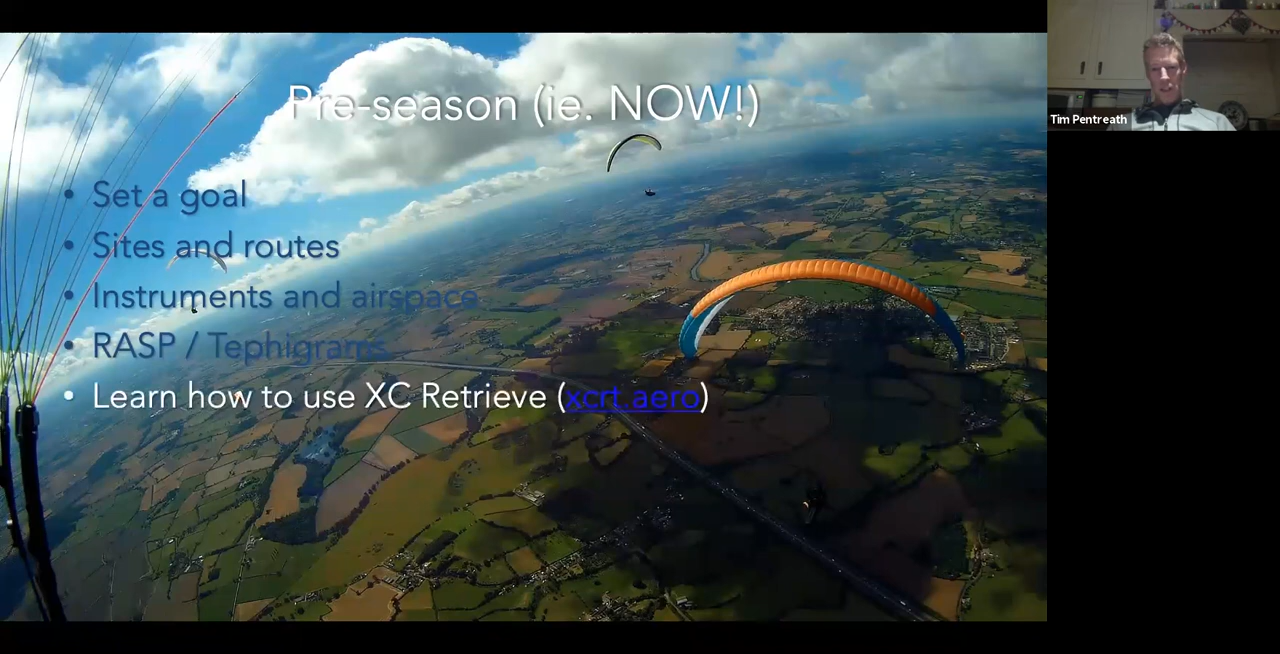 Pre-season (ie. NOW!)
• Set a goal
• Sites and routes
• Instruments and airspace
• RASP / Tephigrams
• Learn how to use XC Retrieve (xcrt.aero)
Tim Pentreath